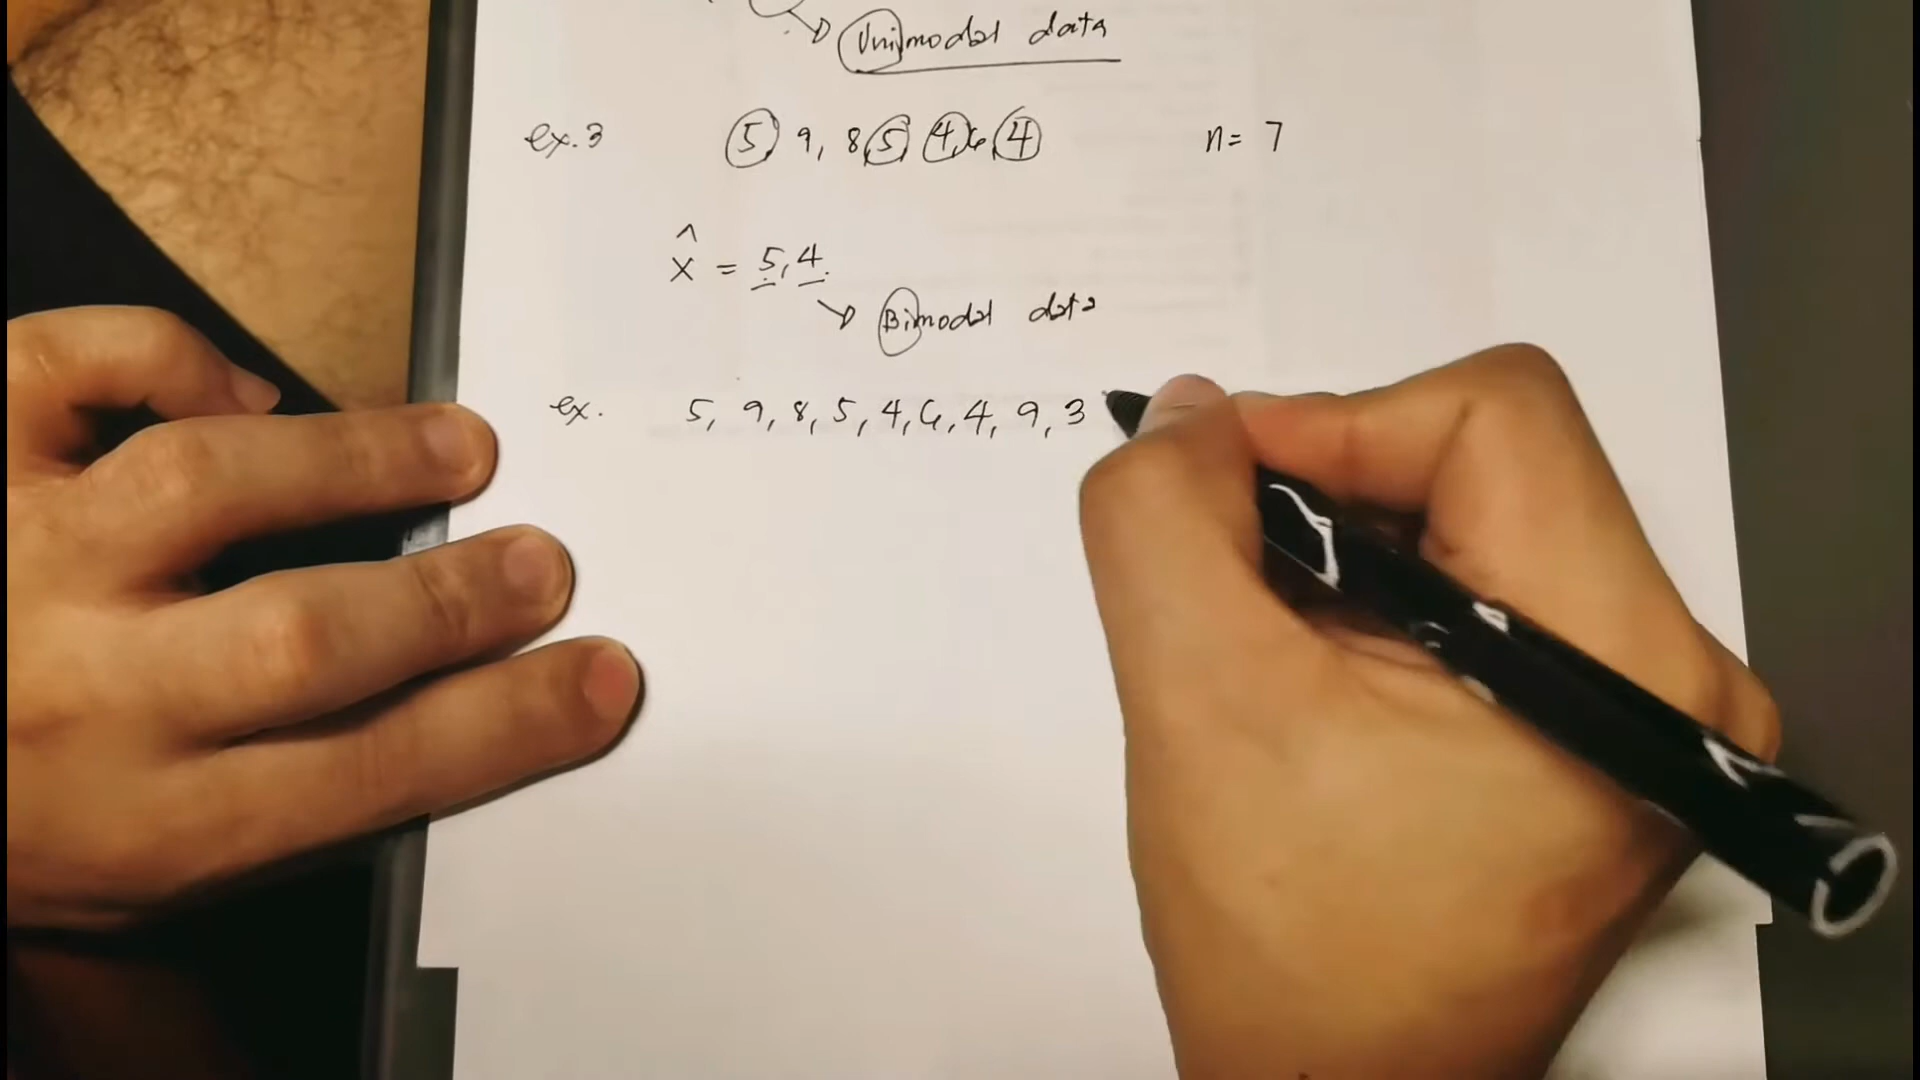 Unimodal data
ex.3 5, 9, 8, 5, 4, 6, 4 n= 7
x̂ = 5, 4.
Bimodal data
ex. 5, 9, 8, 5, 4, 6, 4, 9, 3